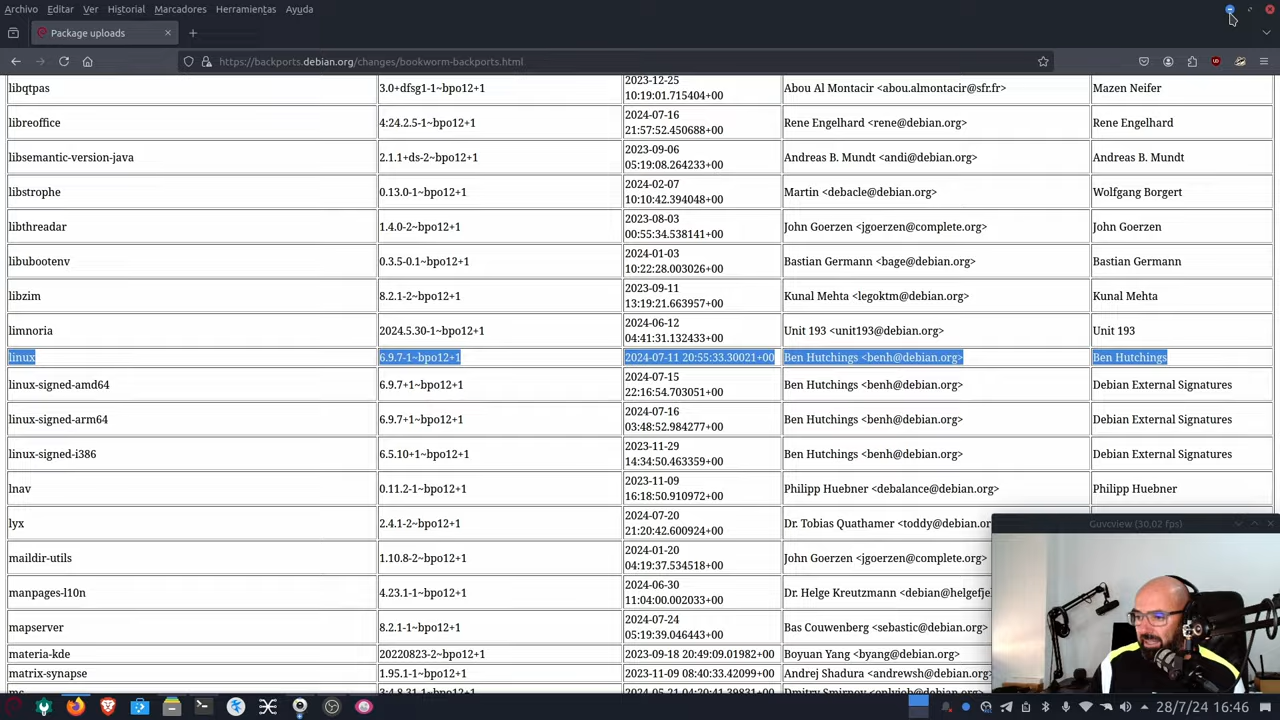 Archivo Editar Ver Historial Marcadores Herramientas Ayuda
Package uploads
https://backports.debian.org/changes/bookworm-backports.html
libqtpas 3.0+dfsg1-1~bpo12+1 2023-12-25 Abou Al Montacir <abou.almontacir@sfr.fr> Mazen Neifer
10:19:01.715404+00
libreoffice 4:24.2.5-1~bpo12+1 2024-07-16 Rene Engelhard <rene@debian.org> Rene Engelhard
21:57:52.450688+00
libsemantic-version-java 2.1.1+ds-2~bpo12+1 2023-09-06 Andreas B. Mundt <andi@debian.org> Andreas B. Mundt
05:19:08.264233+00
libstrophe 0.13.0-1~bpo12+1 2024-02-07 Martin <debacle@debian.org> Wolfgang Borgert
10:10:42.394048+00
libthreadar 1.4.0-2~bpo12+1 2023-08-03 John Goerzen <jgoerzen@complete.org> John Goerzen
00:55:34.538141+00
libubootenv 0.3.5-0.1~bpo12+1 2024-01-03 Bastian Germann <bage@debian.org> Bastian Germann
10:22:28.003026+00
libzim 8.2.1-2~bpo12+1 2023-09-11 Kunal Mehta <legoktm@debian.org> Kunal Mehta
13:19:21.663957+00
limnoria 2024.5.30-1~bpo12+1 2024-06-12 Unit 193 <unit193@debian.org> Unit 193
04:41:31.132433+00
linux 6.9.7-1~bpo12+1 2024-07-11 20:55:33.30021+00 Ben Hutchings <benh@debian.org> Ben Hutchings
linux-signed-amd64 6.9.7+1~bpo12+1 2024-07-15 Ben Hutchings <benh@debian.org> Debian External Signatures
22:16:54.703051+00
linux-signed-arm64 6.9.7+1~bpo12+1 2024-07-16 Ben Hutchings <benh@debian.org> Debian External Signatures
03:48:52.984277+00
linux-signed-i386 6.5.10+1~bpo12+1 2023-11-29 Ben Hutchings <benh@debian.org> Debian External Signatures
14:34:50.463359+00
lnav 0.11.2-1~bpo12+1 2023-11-09 Philipp Huebner <debalance@debian.org> Philipp Huebner
16:18:50.910972+00
lyx 2.4.1-2~bpo12+1 2024-07-20 Dr. Tobias Quathamer <toddy@debian.or
21:20:42.600924+00
Guvcview (30,02 fps)
maildir-utils 1.10.8-2~bpo12+1 2024-01-20 John Goerzen <jgoerzen@complete.org>
04:19:37.534518+00
manpages-l10n 4.23.1-1~bpo12+1 2024-06-30 Dr. Helge Kreutzmann <debian@helgefje
11:04:00.002033+00
mapserver 8.2.1-1~bpo12+1 2024-07-24 Bas Couwenberg <sebastic@debian.org>
05:19:39.046443+00
materia-kde 20220823-2~bpo12+1 2023-09-18 20:49:09.01982+00 Boyuan Yang <byang@debian.org>
matrix-synapse 1.95.1-1~bpo12+1 2023-11-09 08:40:33.42099+00 Andrej Shadura <andrewsh@debian.org>
28/7/24 16:46